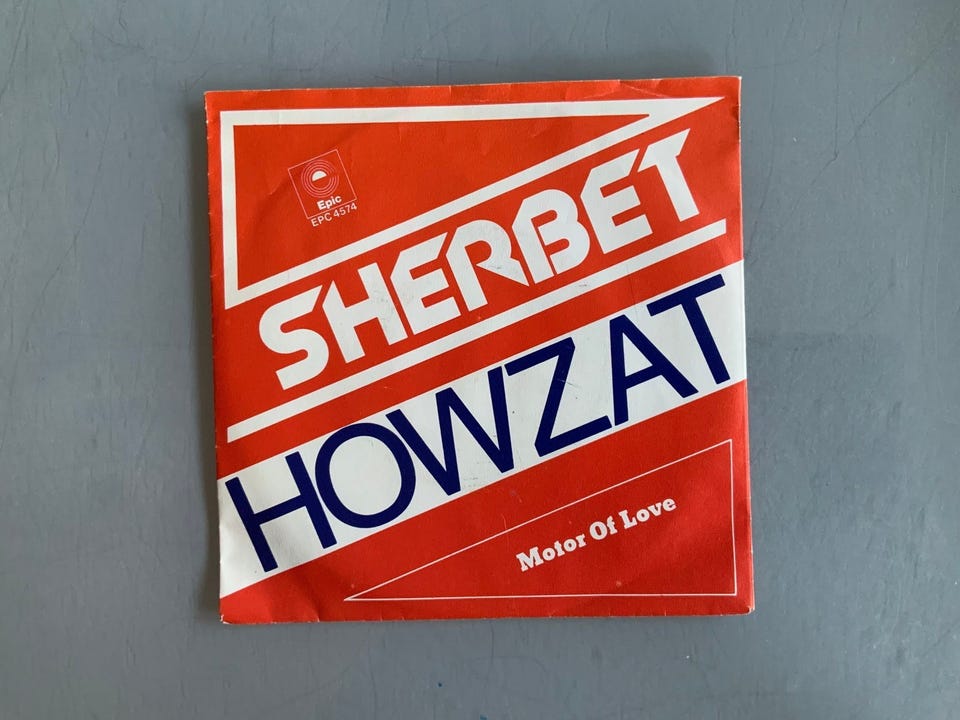 Epic
EPC 4574
SHERBET
HOWZAT
Motor Of Love